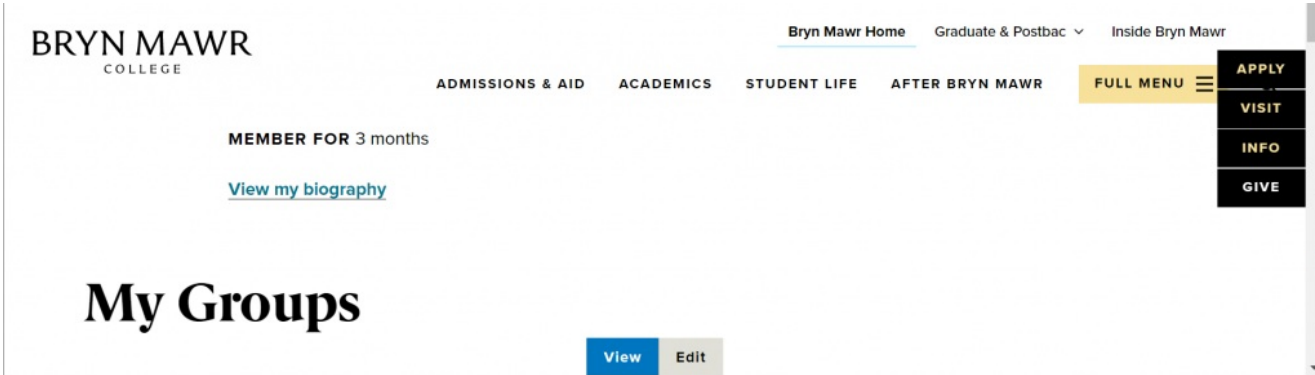 BRYN MAWR
COLLEGE
Bryn Mawr Home Graduate & Postbac Inside Bryn Mawr
ADMISSIONS & AID ACADEMICS STUDENT LIFE AFTER BRYN MAWR FULL MENU
APPLY
VISIT
INFO
GIVE
MEMBER FOR 3 months
View my biography
My Groups
View Edit